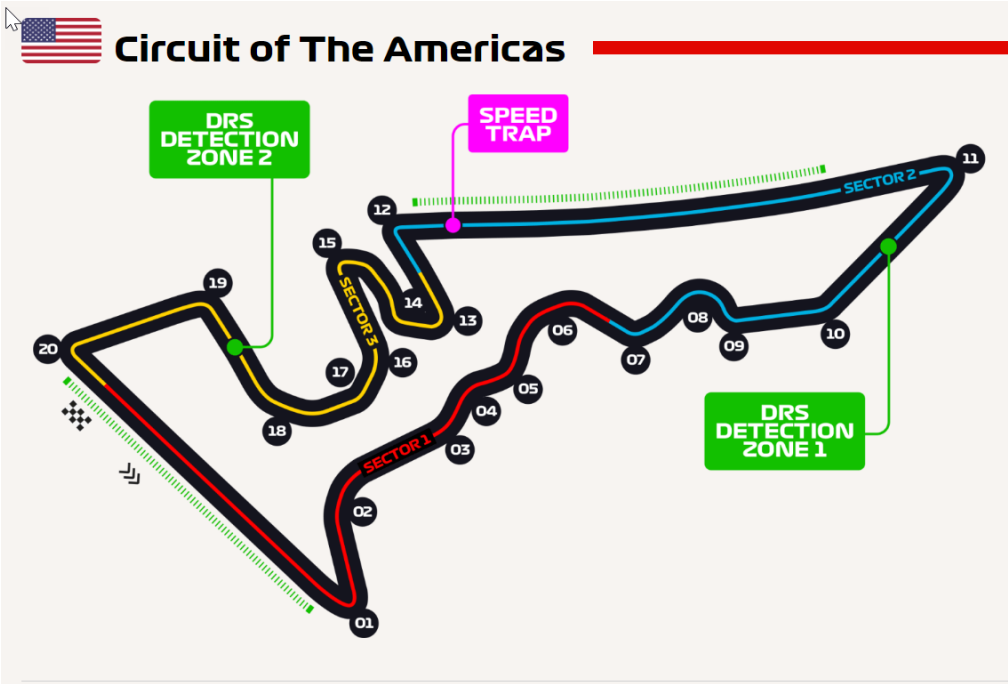 Circuit of The Americas
DRS
DETECTION
ZONE 2
SPEED
TRAP
11
SECTOR 2
12
15
19
14
13
SECTOR 3
06
08
10
20
07
09
16
17
05
04
18
DRS
DETECTION
ZONE 1
SECTOR 1
03
02
01